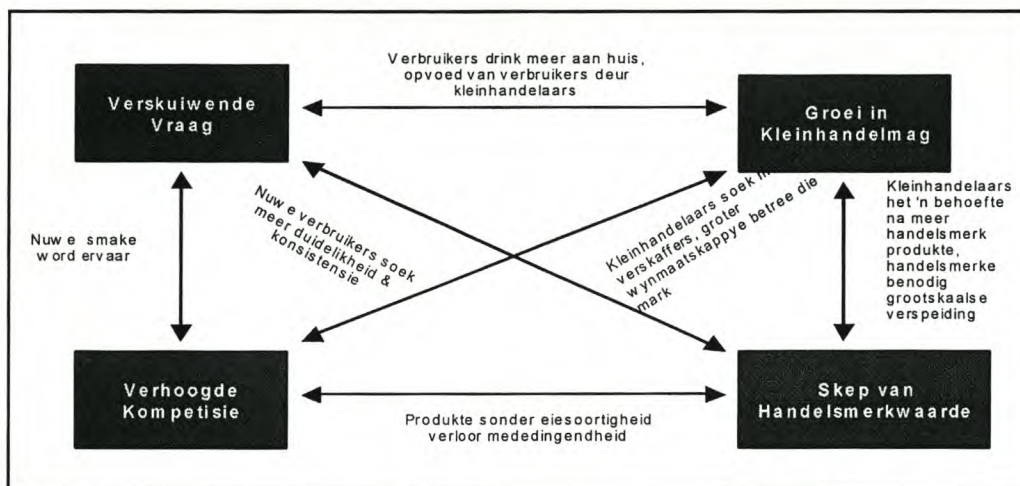 Verbruikers drink meer aan huis,
opvoed van verbruikers deur
kleinhandelaars
Verskuiwende
Vraag
Groei in
Kleinhandelmag
Nuwe smake
word ervaar
Nuwe verbruikers soek
meer duidelikheid &
konsistensie
Kleinhandelaars soek
verskaffers, groter
wynmaatskappye betree die
mark
Kleinhandelaars
het 'n behoefte
na meer
handelsmerk
produkte,
handelsmerke
benodig
grootskaalse
verspeiding
Verhoogde
Kompetisie
Skep van
Handelsmerkwaarde
Produkte sonder eiesoortigheid
verloor mededingendheid